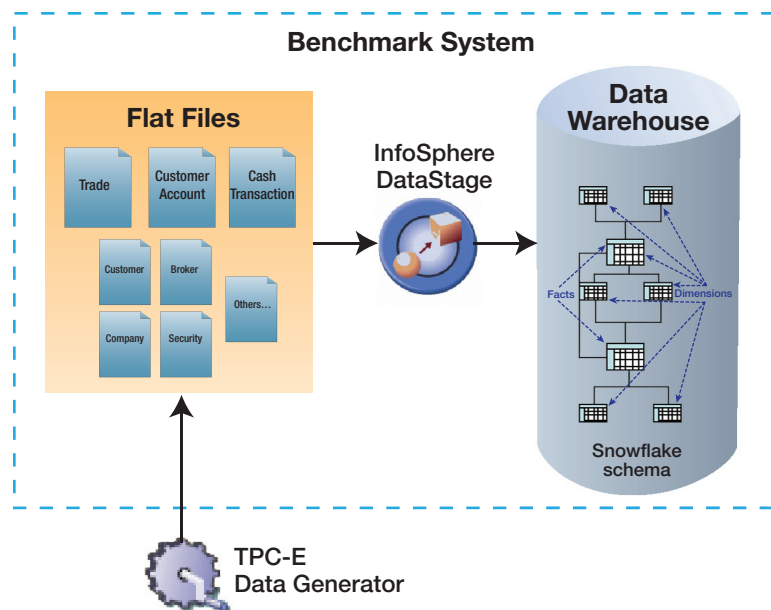 Benchmark System
Flat Files
Trade
Customer
Account
Cash
Transaction
Customer
Broker
Others...
Company
Security
InfoSphere
DataStage
Data
Warehouse
Facts
Dimensions
Snowflake
schema
TPC-E
Data Generator